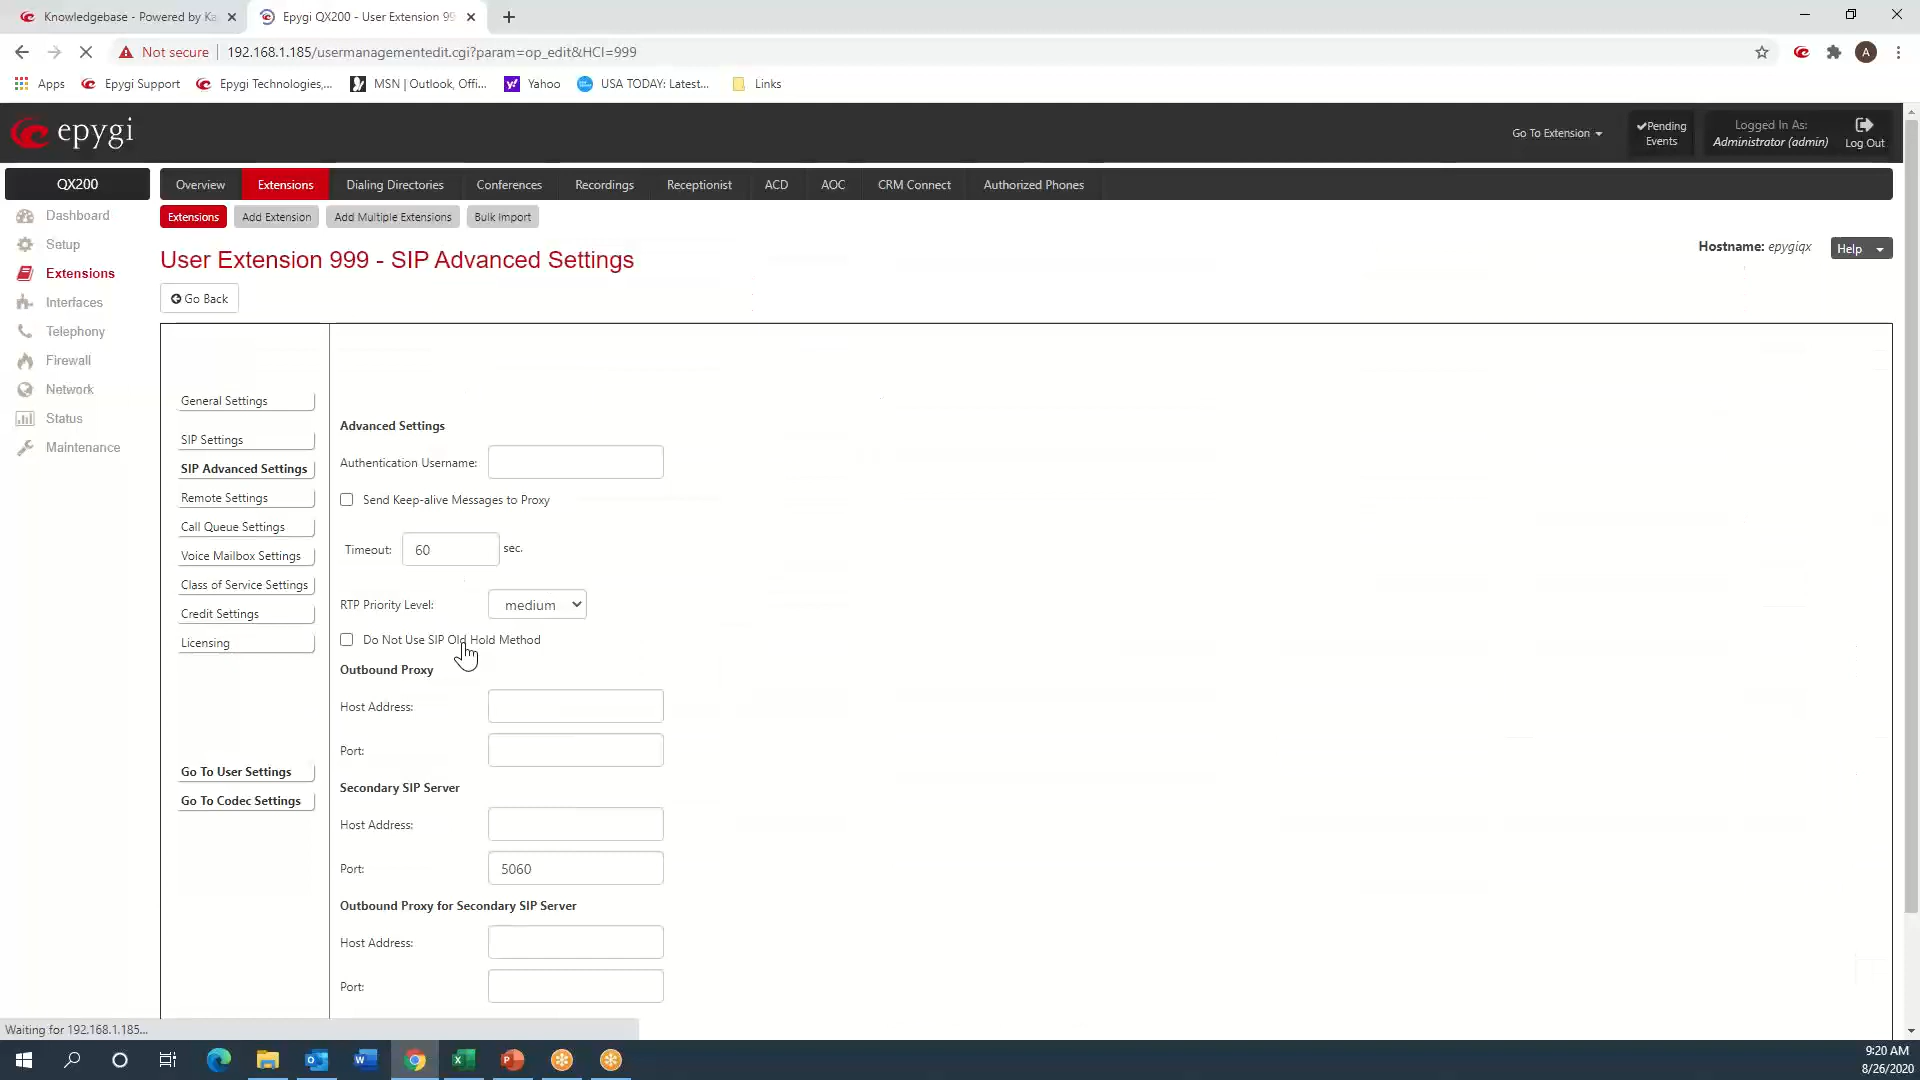 Knowledgebase - Powered by Ka
Epygi QX200 - User Extension 99
Not secure
192.168.1.185/usermanagementedit.cgi?param=op_edit&HCI=999
A
Apps
Epygi Support
Epygi Technologies,...
MSN | Outlook, Offi...
Yahoo
USA TODAY: Latest...
Links
epygi
Go To Extension
Pending
Events
Logged In As:
Administrator (admin)
Log Out
QX200
Overview
Extensions
Dialing Directories
Conferences
Recordings
Receptionist
ACD
AOC
CRM Connect
Authorized Phones
Dashboard
Setup
Extensions
Interfaces
Telephony
Firewall
Network
Status
Maintenance
Extensions
Add Extension
Add Multiple Extensions
Bulk Import
User Extension 999 - SIP Advanced Settings
Hostname: epygiqx
Help
Go Back
General Settings
SIP Settings
SIP Advanced Settings
Remote Settings
Call Queue Settings
Voice Mailbox Settings
Class of Service Settings
Credit Settings
Licensing
Go To User Settings
Go To Codec Settings
Advanced Settings
Authentication Username:
Send Keep-alive Messages to Proxy
Timeout: 60 sec.
RTP Priority Level: medium
Do Not Use SIP Old Hold Method
Outbound Proxy
Host Address:
Port:
Secondary SIP Server
Host Address:
Port: 5060
Outbound Proxy for Secondary SIP Server
Host Address:
Port:
Waiting for 192.168.1.185...
9:20 AM
8/26/2020